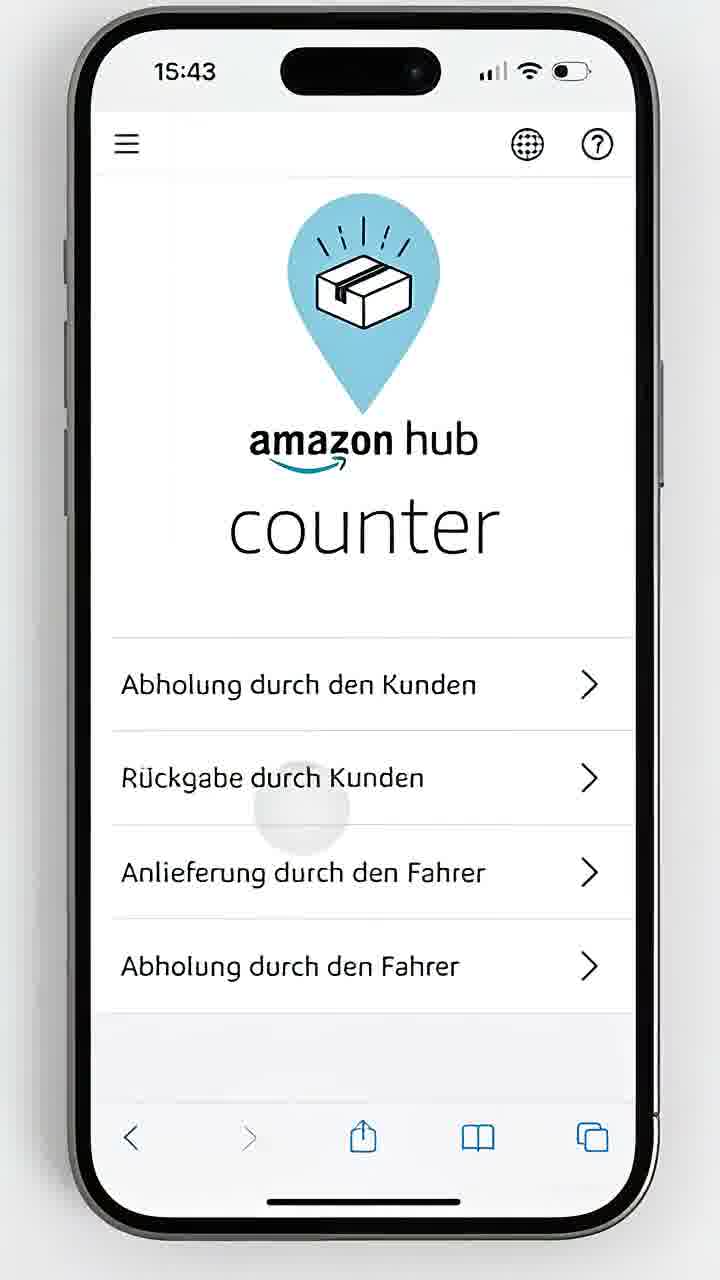 15:43
amazon hub
counter
Abholung durch den Kunden
Rückgabe durch Kunden
Anlieferung durch den Fahrer
Abholung durch den Fahrer